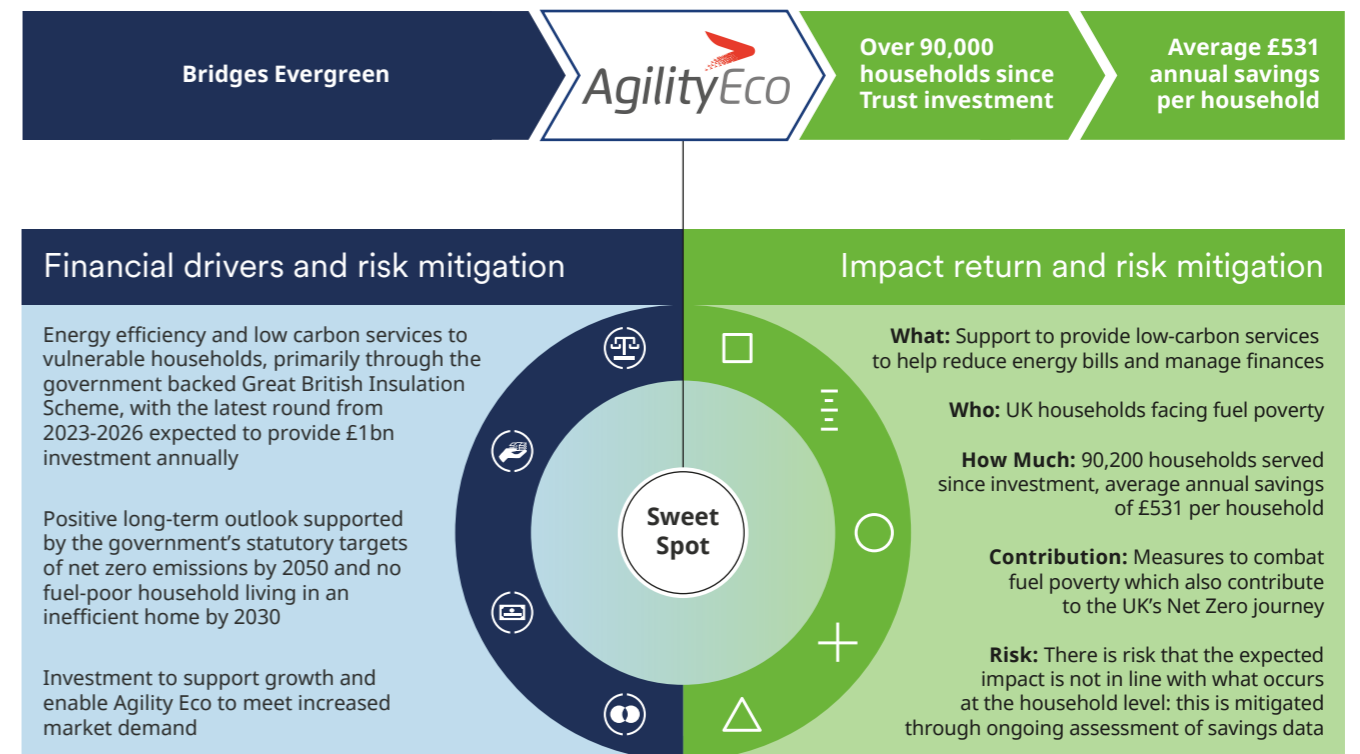 Bridges Evergreen
AgilityEco
Over 90,000
households since
Trust investment
Average £531
annual savings
per household
Financial drivers and risk mitigation
Energy efficiency and low carbon services to
vulnerable households, primarily through the
government backed Great British Insulation
Scheme, with the latest round from
2023-2026 expected to provide £1bn
investment annually
Positive long-term outlook supported
by the government’s statutory targets
of net zero emissions by 2050 and no
fuel-poor household living in an
inefficient home by 2030
Investment to support growth and
enable Agility Eco to meet increased
market demand
Sweet
Spot
Impact return and risk mitigation
What: Support to provide low-carbon services
to help reduce energy bills and manage finances
Who: UK households facing fuel poverty
How Much: 90,200 households served
since investment, average annual savings
of £531 per household
Contribution: Measures to combat
fuel poverty which also contribute
to the UK’s Net Zero journey
Risk: There is risk that the expected
impact is not in line with what occurs
at the household level: this is mitigated
through ongoing assessment of savings data